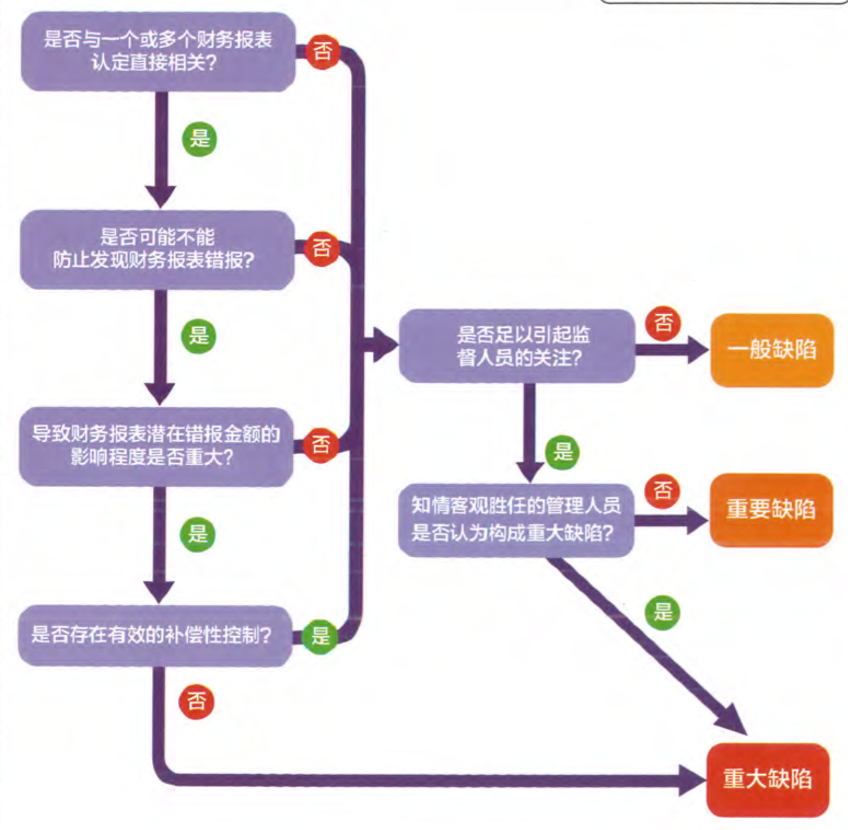 是否与一个或多个财务报表
认定直接相关?
否
是
是否可能不能
防止发现财务报表错报?
否
是
是否足以引起监
督人员的关注?
否
一般缺陷
是
导致财务报表潜在错报金额的
影响程度是否重大?
否
是
知情客观胜任的管理人员
是否认为构成重大缺陷?
否
重要缺陷
是
是否存在有效的补偿性控制?
是
否
重大缺陷